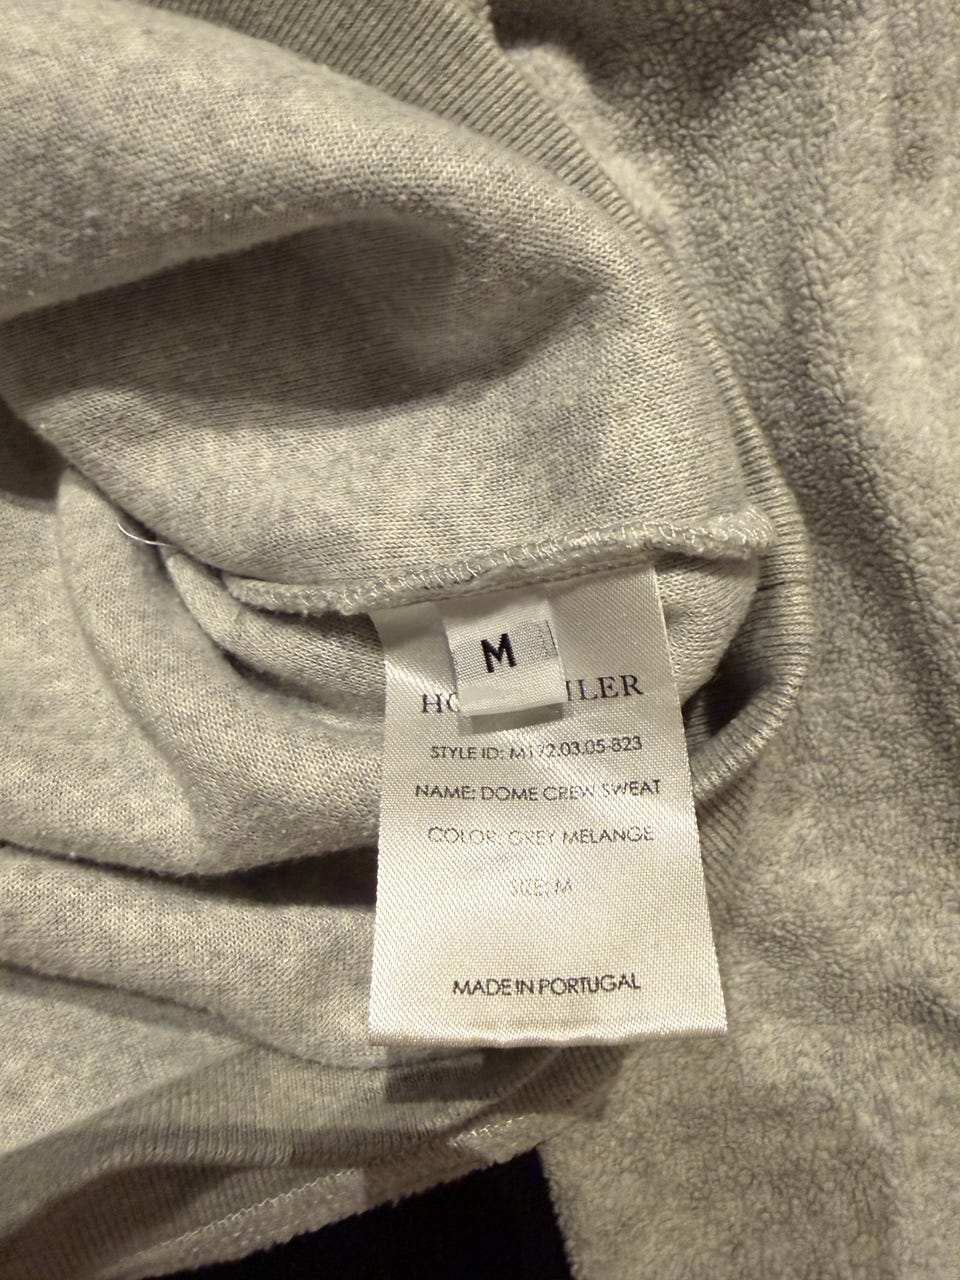 M
STYLE ID: M172.03.05-823
NAME: DOME CREW SWEAT
COLOR: GREY MELANGE
SIZE: M
MADE IN PORTUGAL